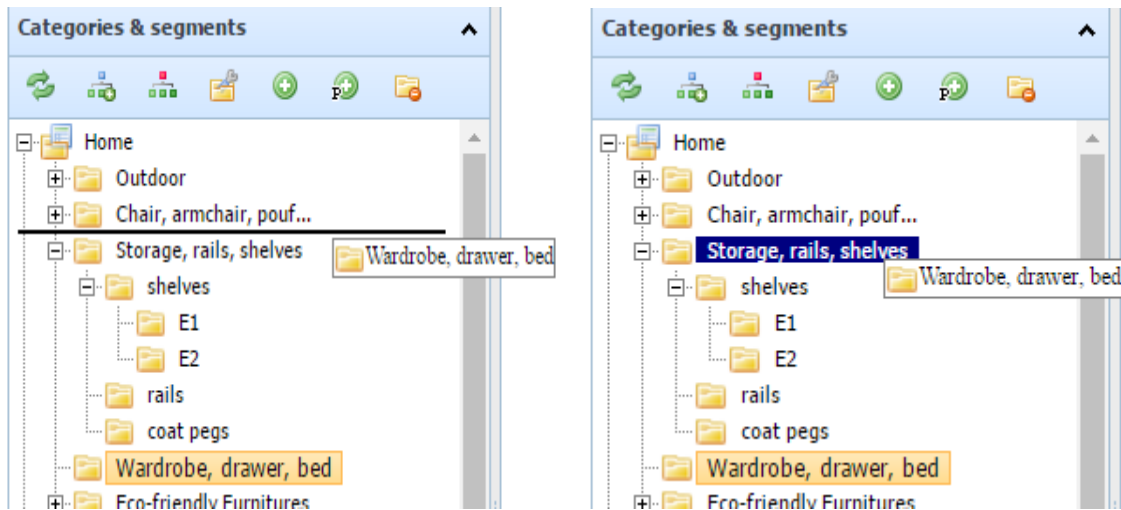 Categories & segments
P
Home
Outdoor
Chair, armchair, pouf...
Storage, rails, shelves
Wardrobe, drawer, bed
shelves
E1
E2
rails
coat pegs
Wardrobe, drawer, bed
Eco-friendly Furnitures
Categories & segments
P
Home
Outdoor
Chair, armchair, pouf...
Storage, rails, shelves
Wardrobe, drawer, bed
shelves
E1
E2
rails
coat pegs
Wardrobe, drawer, bed
Eco-friendly Furnitures